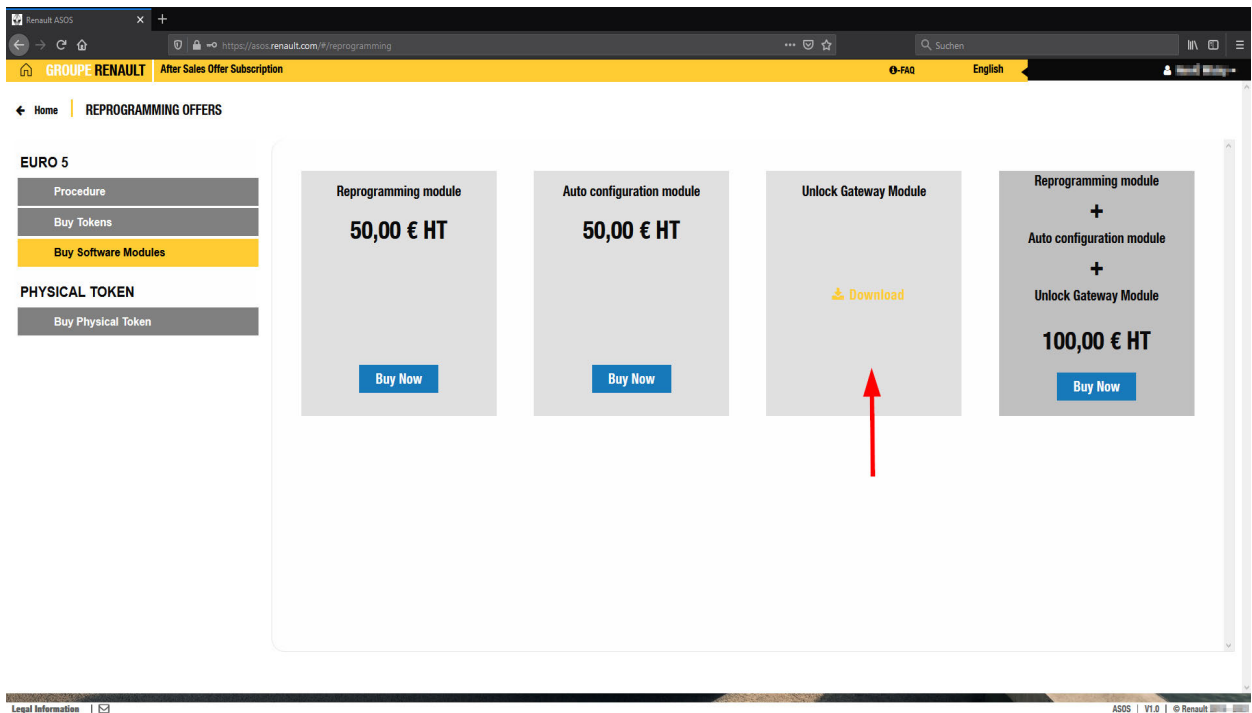 Renault ASOS
https://asos.renault.com/#/reprogramming
Suchen
GROUPE RENAULT After Sales Offer Subscription
FAQ
English
Home REPROGRAMMING OFFERS
EURO 5
Procedure
Buy Tokens
Buy Software Modules
PHYSICAL TOKEN
Buy Physical Token
Reprogramming module
50,00 € HT
Buy Now
Auto configuration module
50,00 € HT
Buy Now
Unlock Gateway Module
Download
Reprogramming module
+
Auto configuration module
+
Unlock Gateway Module
100,00 € HT
Buy Now
Legal Information |
ASOS | V1.0 | © Renault